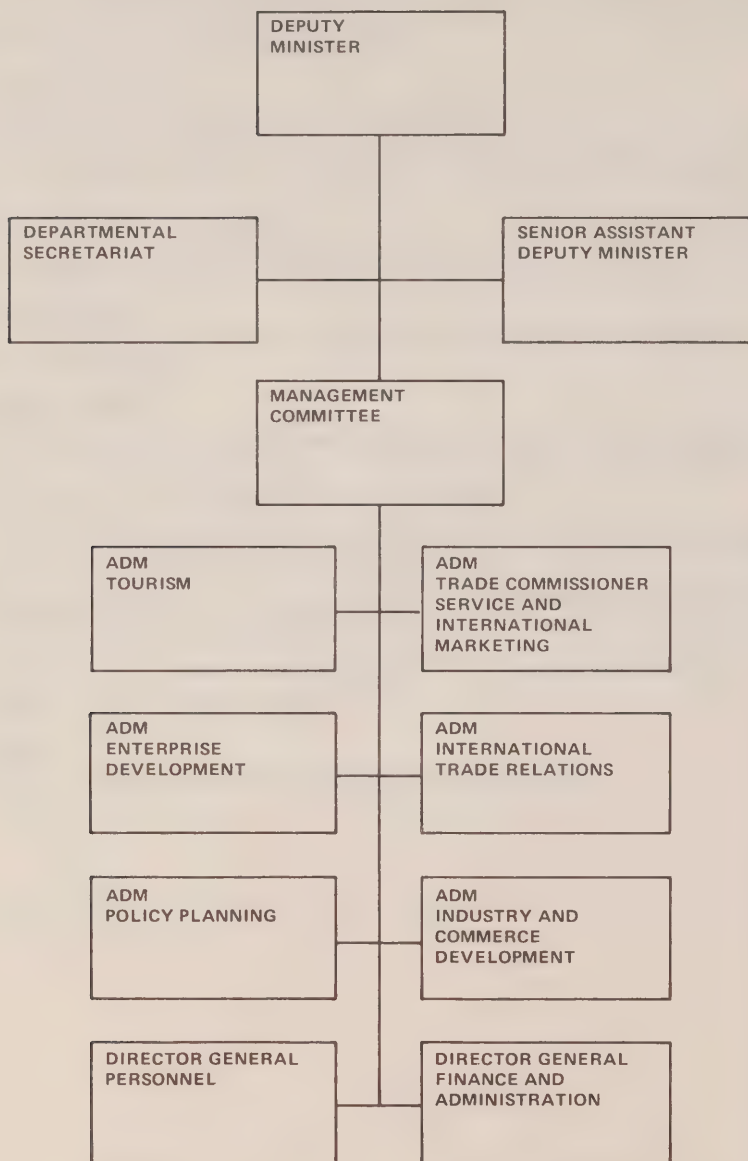 DEPUTY
MINISTER
DEPARTMENTAL
SECRETARIAT
SENIOR ASSISTANT
DEPUTY MINISTER
MANAGEMENT
COMMITTEE
ADM
TOURISM
ADM
TRADE COMMISSIONER
SERVICE AND
INTERNATIONAL
MARKETING
ADM
ENTERPRISE
DEVELOPMENT
ADM
INTERNATIONAL
TRADE RELATIONS
ADM
POLICY PLANNING
ADM
INDUSTRY AND
COMMERCE
DEVELOPMENT
DIRECTOR GENERAL
PERSONNEL
DIRECTOR GENERAL
FINANCE AND
ADMINISTRATION